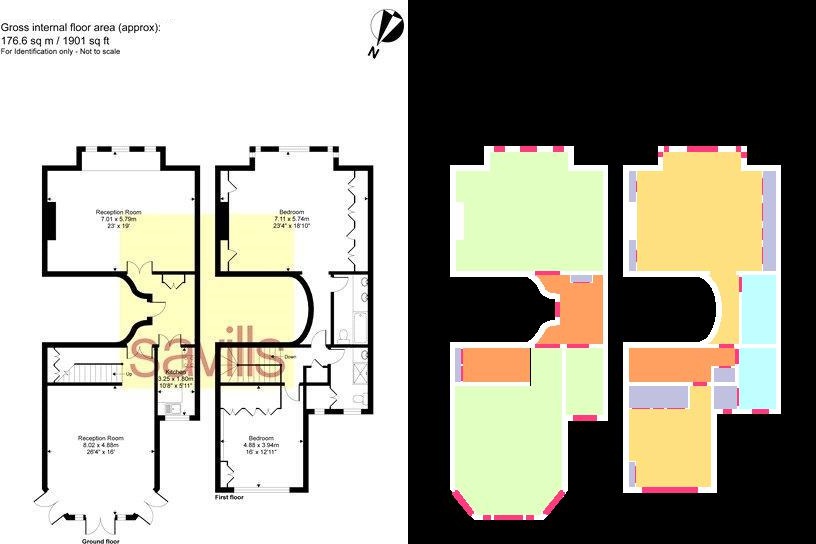 Gross internal floor area (approx):
176.6 sq m / 1901 sq ft
For Identification only - Not to scale
N
Reception Room
7.01 x 5.79m
23' x 19'
Bedroom
7.11 x 5.74m
23'4" x 18'10"
savills
Down
Up
Kitchen
3.25 x 1.80m
10'8" x 5'11"
Reception Room
8.02 x 4.88m
26'4" x 16'
Bedroom
4.88 x 3.94m
16' x 12'11"
First floor
Ground floor